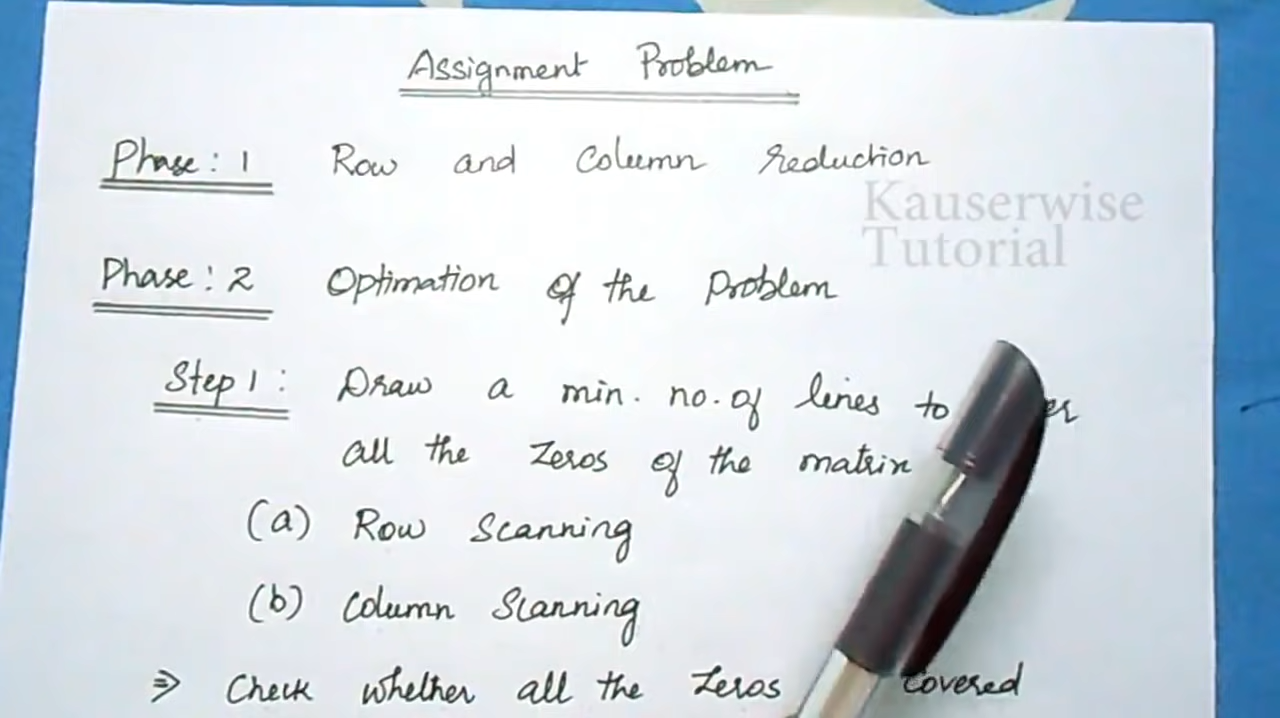 Assignment Problem
Phase: 1 Row and Column reduction
Kauserwise
Tutorial
Phase: 2 Optimation of the Problem
Step 1: Draw a min. no. of lines to
all the zeros of the matrix
(a) Row Scanning
(b) Column Scanning
⇒ Check whether all the zeros covered